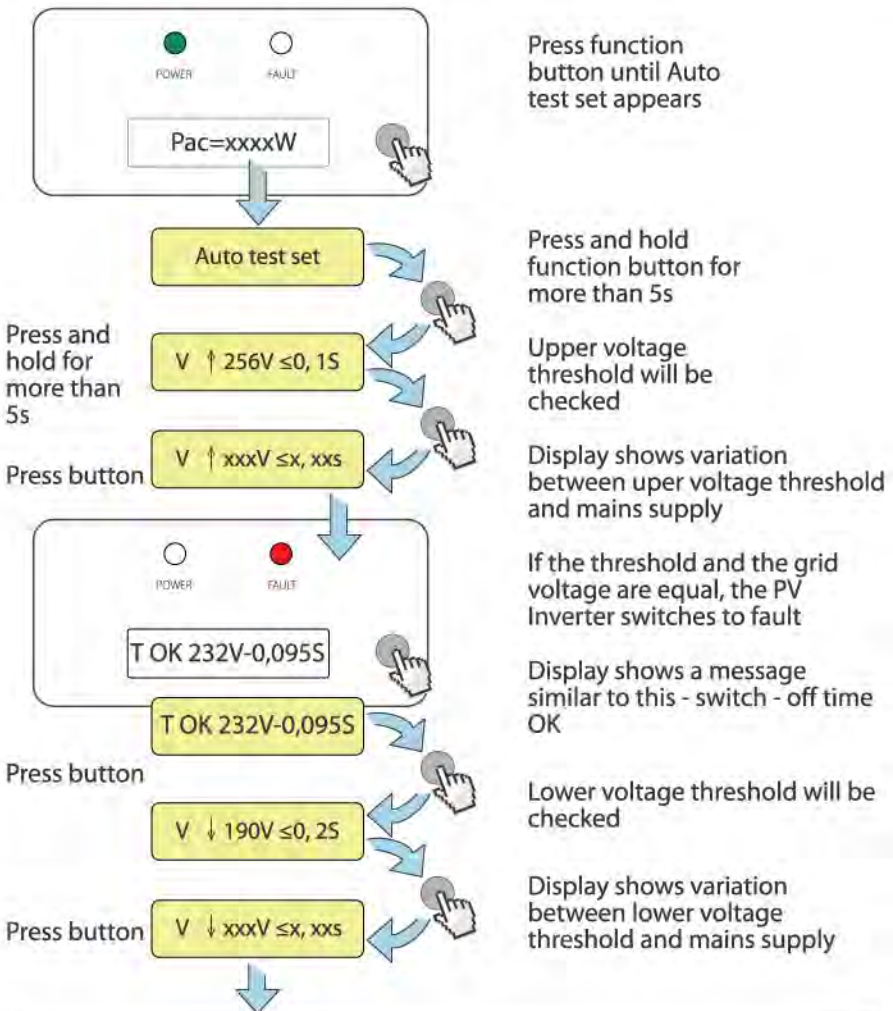 POWER
FAULT
Pac=xxxxW
Press function
button until Auto
test set appears
Auto test set
Press and hold
function button for
more than 5s
Press and
hold for
more than
5s
V ↑ 256V ≤0, 1S
Upper voltage
threshold will be
checked
Press button
V ↑ xxxV ≤x, xxs
Display shows variation
between uper voltage threshold
and mains supply
POWER
FAULT
If the threshold and the grid
voltage are equal, the PV
Inverter switches to fault
T OK 232V-0,095S
Display shows a message
similar to this - switch - off time
OK
T OK 232V-0,095S
Press button
V ↓ 190V ≤0, 2S
Lower voltage threshold will be
checked
Press button
V ↓ xxxV ≤x, xxs
Display shows variation
between lower voltage
threshold and mains supply